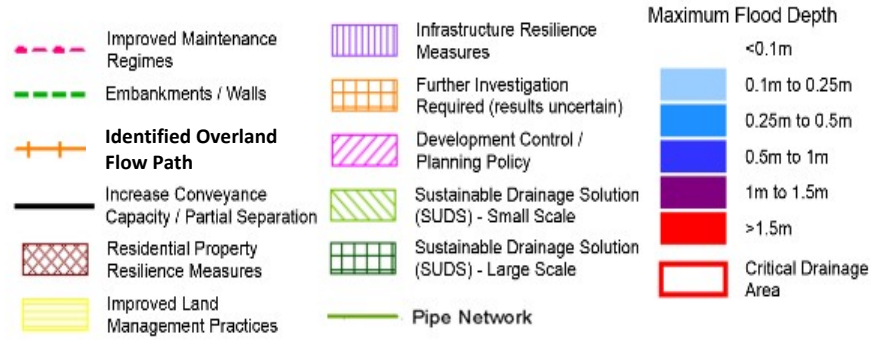 Improved Maintenance
Regimes
Embankments / Walls
Identified Overland
Flow Path
Increase Conveyance
Capacity / Partial Separation
Residential Property
Resilience Measures
Improved Land
Management Practices
Infrastructure Resilience
Measures
Further Investigation
Required (results uncertain)
Development Control /
Planning Policy
Sustainable Drainage Solution
(SUDS) - Small Scale
Sustainable Drainage Solution
(SUDS) - Large Scale
Pipe Network
Maximum Flood Depth
<0.1m
0.1m to 0.25m
0.25m to 0.5m
0.5m to 1m
1m to 1.5m
>1.5m
Critical Drainage
Area